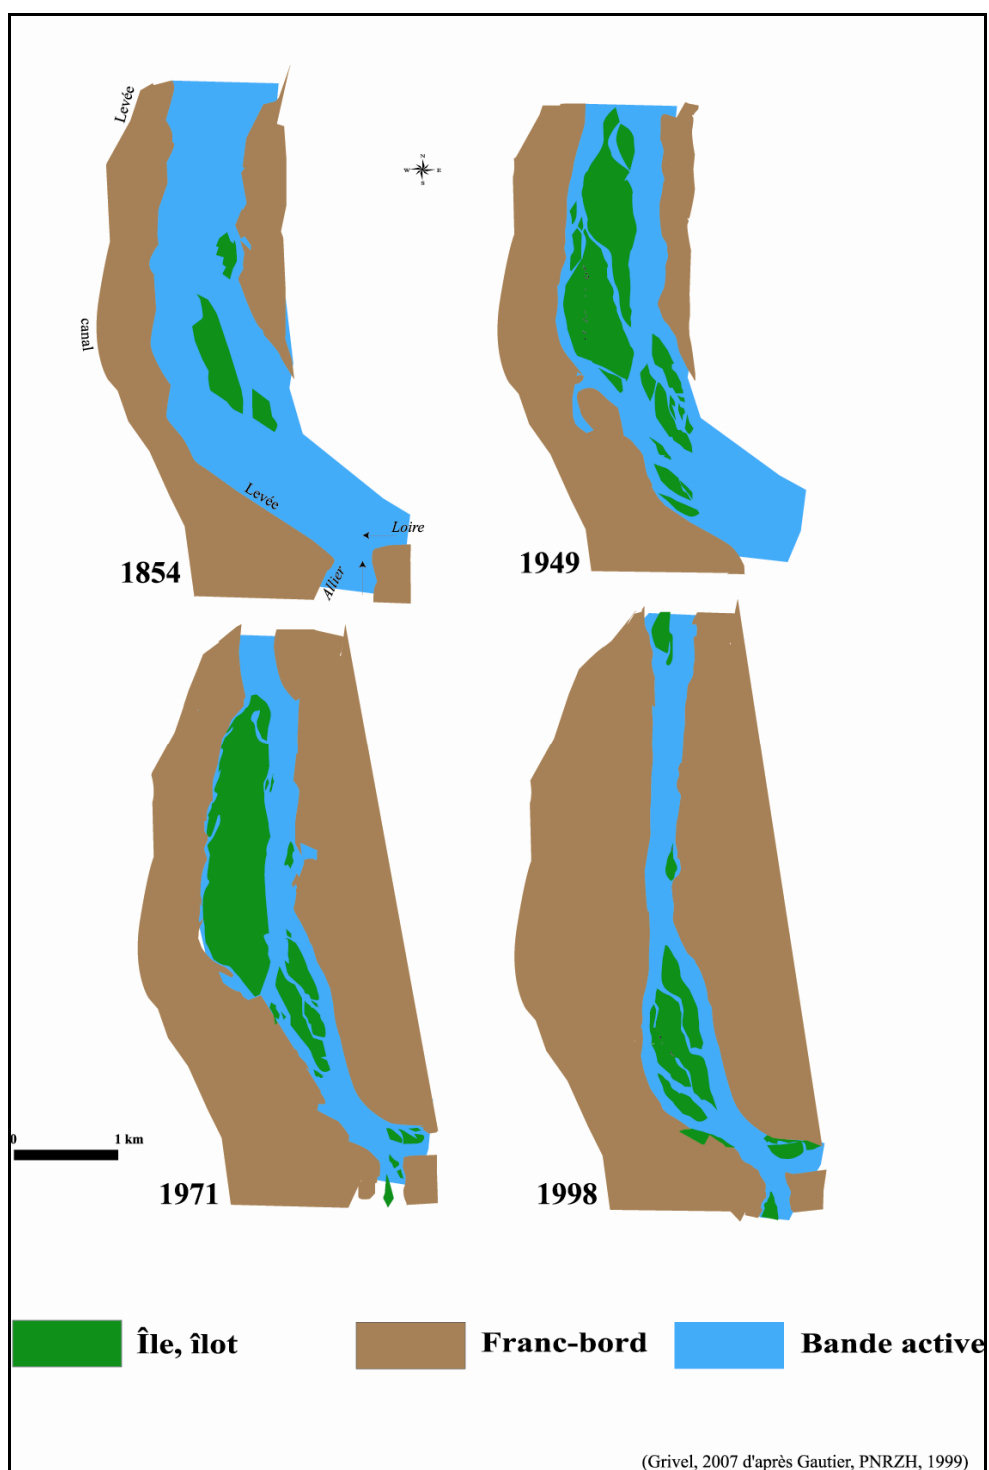 Levée
N
W E
S
canal
Levée
Loire
Allier
1854
1949
0 1 km
1971
1998
Île, îlot
Franc-bord
Bande active
(Grivel, 2007 d'après Gautier, PNRZH, 1999)